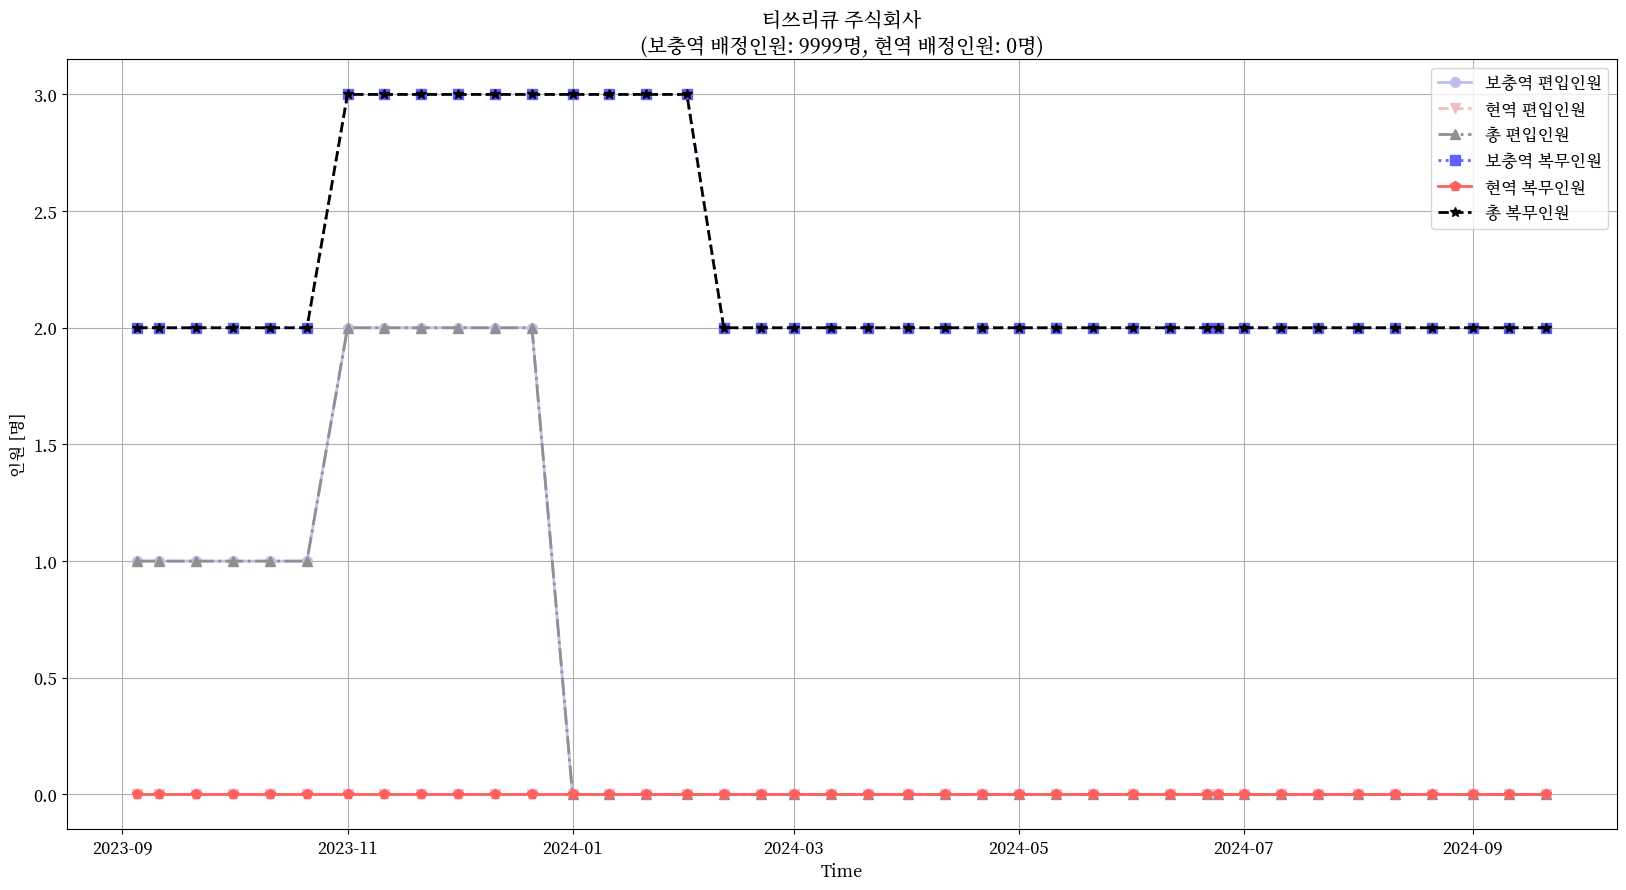 티쓰리큐 주식회사
(보충역 배정인원: 9999명, 현역 배정인원: 0명)
보충역 편입인원
현역 편입인원
총 편입인원
보충역 복무인원
현역 복무인원
총 복무인원
인원 [명]
3.0
2.5
2.0
1.5
1.0
0.5
0.0
2023-09 2023-11 2024-01 2024-03 2024-05 2024-07 2024-09
Time